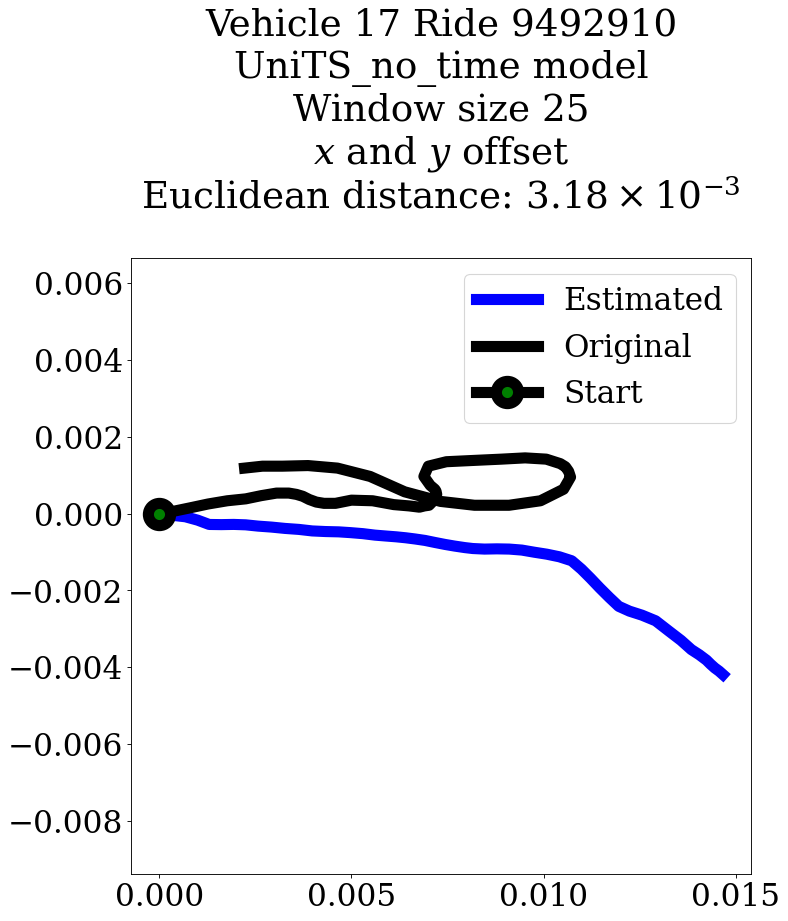 Vehicle 17 Ride 9492910
UniTS_no_time model
Window size 25
x and y offset
Euclidean distance: 3.18 × 10⁻³
Estimated
Original
Start
0.006
0.004
0.002
0.000
−0.002
−0.004
−0.006
−0.008
0.000 0.005 0.010 0.015